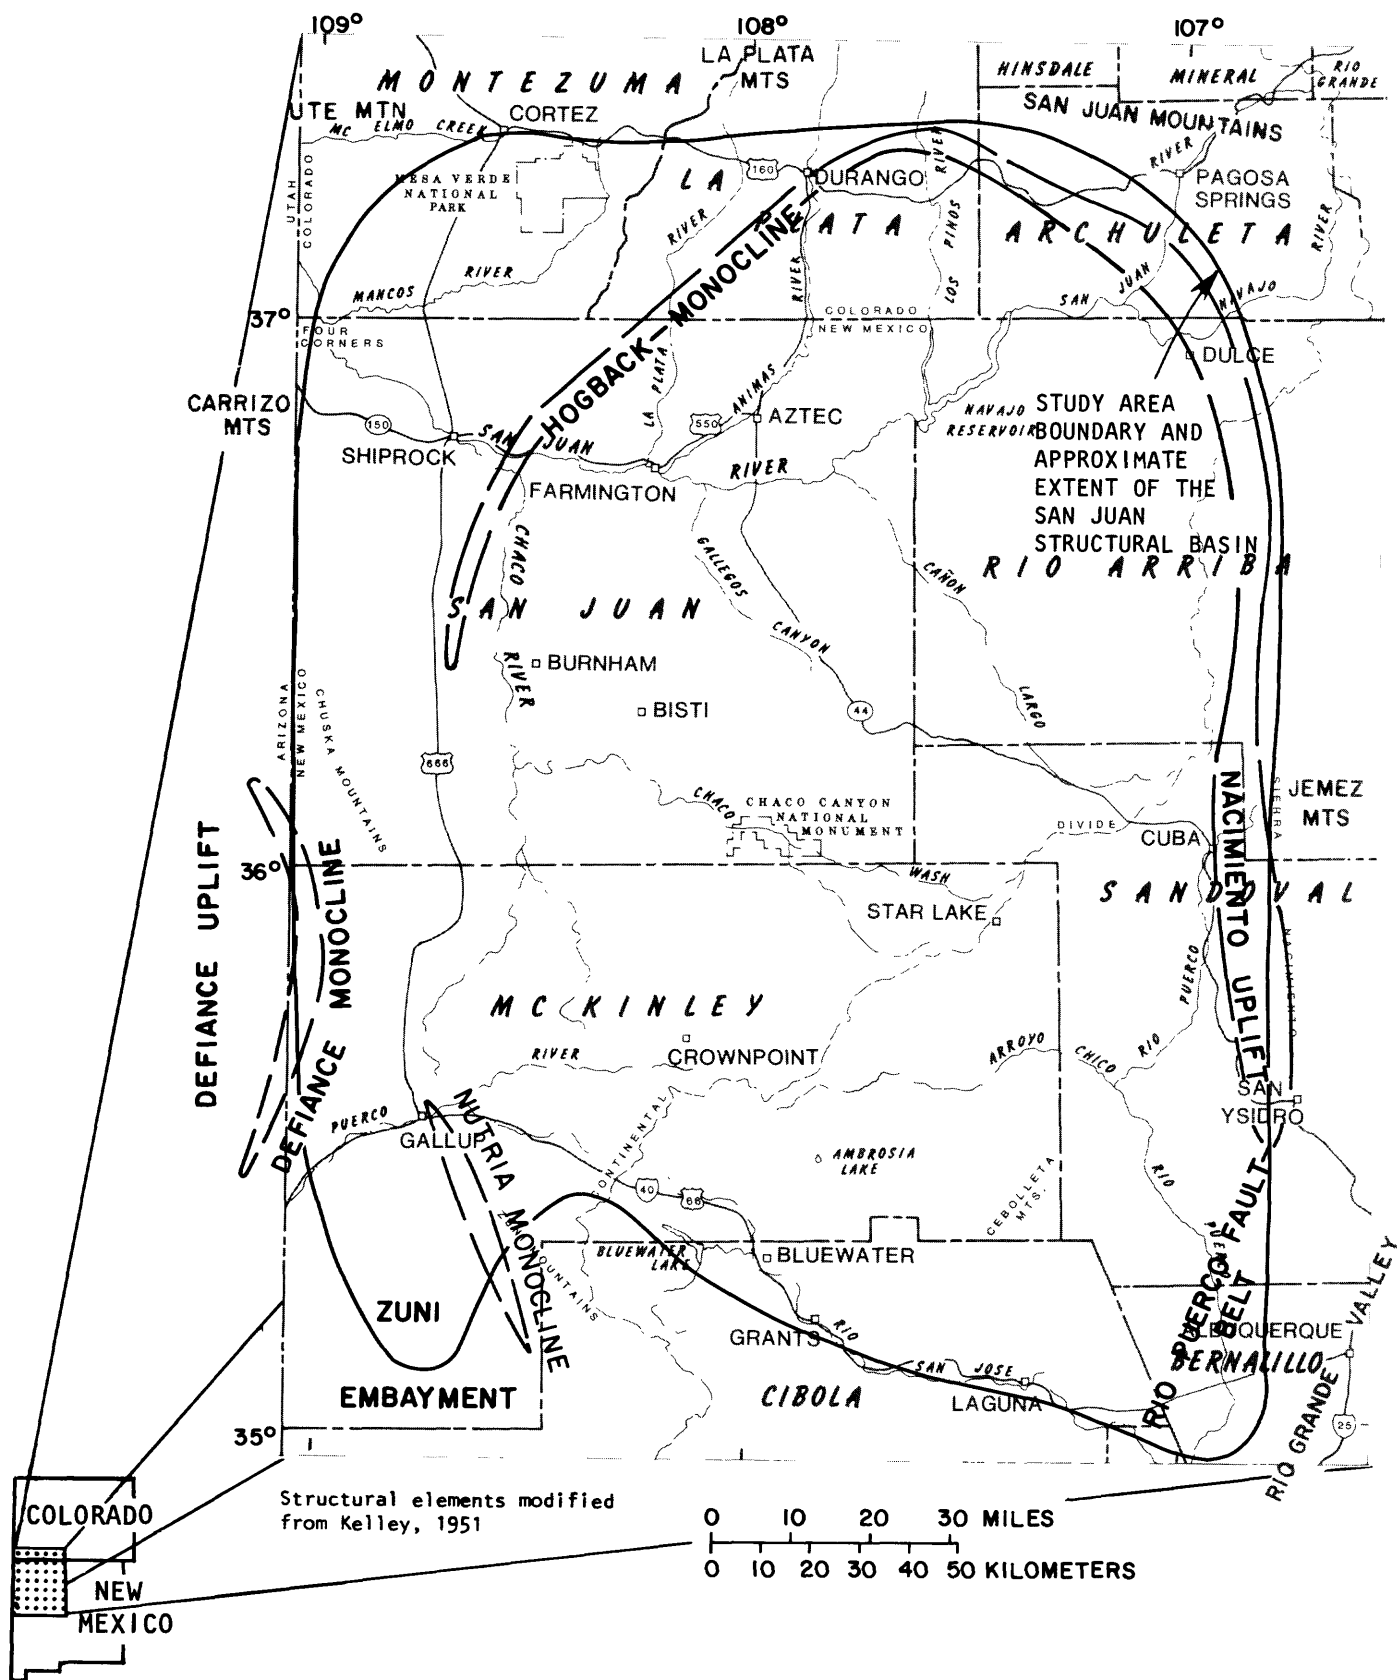 109°
108°
107°
LA PLATA
MTS
HINSDALE
MINERAL
RIO
GRANDE
MONTEZUMA
SAN JUAN MOUNTAINS
UTE MTN
CORTEZ
MC ELMO CREEK
MESA VERDE
NATIONAL
PARK
UTAH
COLORADO
160
DURANGO
RIVER
RIVER
PAGOSA
SPRINGS
LA PLATA
ARCHULETA
RIVER
RIVER
LOS PINOS
RIVER
HOGBACK MONOCLINE
MANCOS
RIVER
SAN JUAN
NAVAJO
37°
FOUR
CORNERS
COLORADO
NEW MEXICO
DULCE
CARRIZO
MTS
150
SHIPROCK
SAN JUAN
RIVER
LA PLATA
ANIMAS
550
AZTEC
NAVAJO
RESERVOIR
STUDY AREA
BOUNDARY AND
APPROXIMATE
EXTENT OF THE
SAN JUAN
STRUCTURAL BASIN
FARMINGTON
CHACO
RIVER
GALLEGOS
CANYON
CAÑON
LARGO
RIO ARRIBA
SAN JUAN
BURNHAM
BISTI
44
ARIZONA
NEW MEXICO
CHUSKA MOUNTAINS
666
CHACO
CHACO CANYON
NATIONAL
MONUMENT
DIVIDE
CUBA
SIERRA
NACIMIENTO
JEMEZ
MTS
36°
WASH
STAR LAKE
SANDOVAL
DEFIANCE UPLIFT
DEFIANCE MONOCLINE
NACIMIENTO UPLIFT
PUERCO
RIO
MCKINLEY
CROWNPOINT
RIVER
ARROYO
CHICO
SAN
YSIDRO
PUERCO
GALLUP
NUTRIA MONOCLINE
CONTINENTAL
AMBROSIA
LAKE
40
66
CEBOLLETA
MTS.
RIO
ZUNI MOUNTAINS
BLUEWATER
LAKE
BLUEWATER
RIO PUERCO FAULT
BELT
ZUNI
EMBAYMENT
GRANTS
RIO
SAN JOSE
LAGUNA
CIBOLA
ALBUQUERQUE
BERNALILLO
RIO GRANDE VALLEY
25
35°
COLORADO
NEW
MEXICO
Structural elements modified
from Kelley, 1951
0 10 20 30 MILES
0 10 20 30 40 50 KILOMETERS